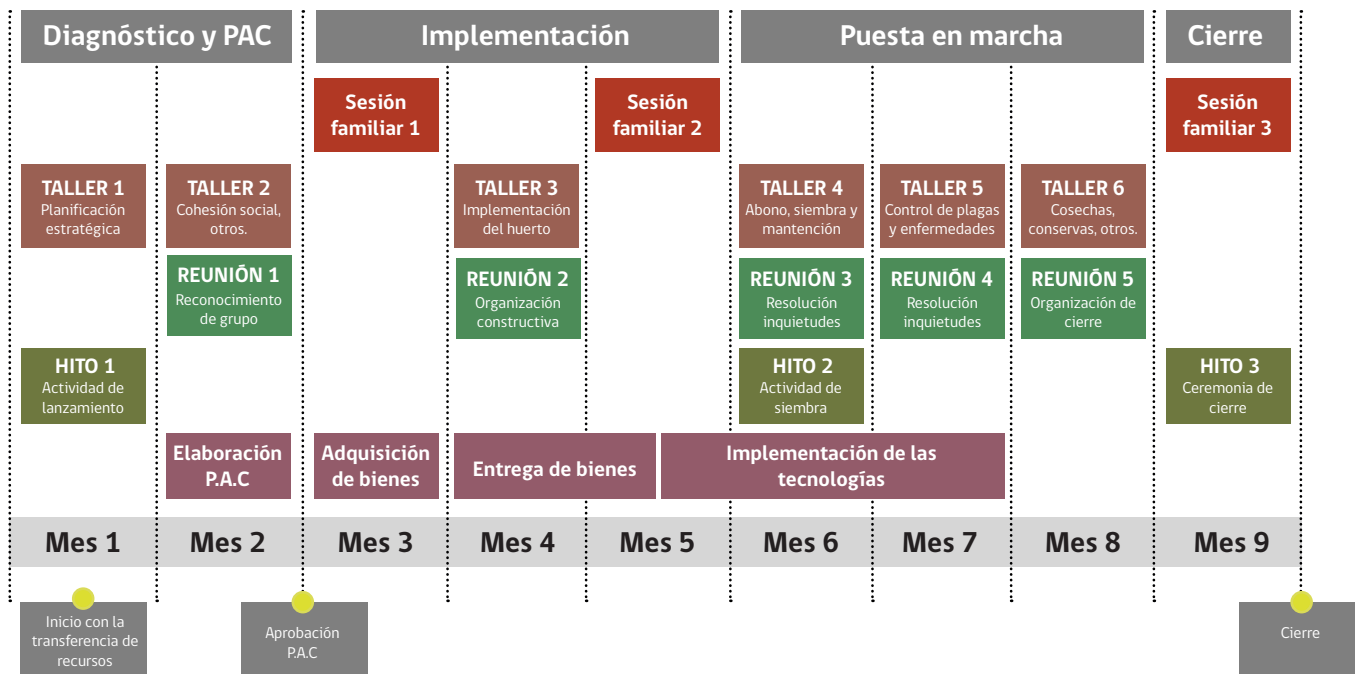 Diagnóstico y PAC
Implementación
Puesta en marcha
Cierre
Sesión
familiar 1
Sesión
familiar 2
Sesión
familiar 3
TALLER 1
Planificación
estratégica
TALLER 2
Cohesión social,
otros.
TALLER 3
Implementación
del huerto
TALLER 4
Abono, siembra y
mantención
TALLER 5
Control de plagas
y enfermedades
TALLER 6
Cosechas,
conservas, otros.
REUNIÓN 1
Reconocimiento
de grupo
REUNIÓN 2
Organización
constructiva
REUNIÓN 3
Resolución
inquietudes
REUNIÓN 4
Resolución
inquietudes
REUNIÓN 5
Organización de
cierre
HITO 1
Actividad de
lanzamiento
HITO 2
Actividad de
siembra
HITO 3
Ceremonia de
cierre
Elaboración
P.A.C
Adquisición
de bienes
Entrega de bienes
Implementación de las
tecnologías
Mes 1
Mes 2
Mes 3
Mes 4
Mes 5
Mes 6
Mes 7
Mes 8
Mes 9
Inicio con la
transferencia de
recursos
Aprobación
P.A.C
Cierre